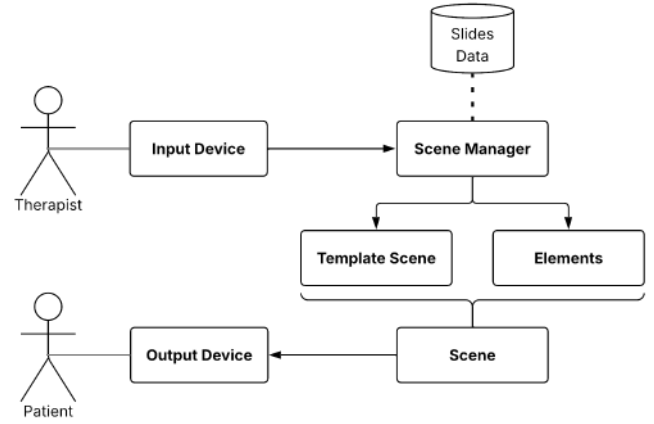 Slides
Data
Input Device
Scene Manager
Therapist
Template Scene
Elements
Output Device
Scene
Patient